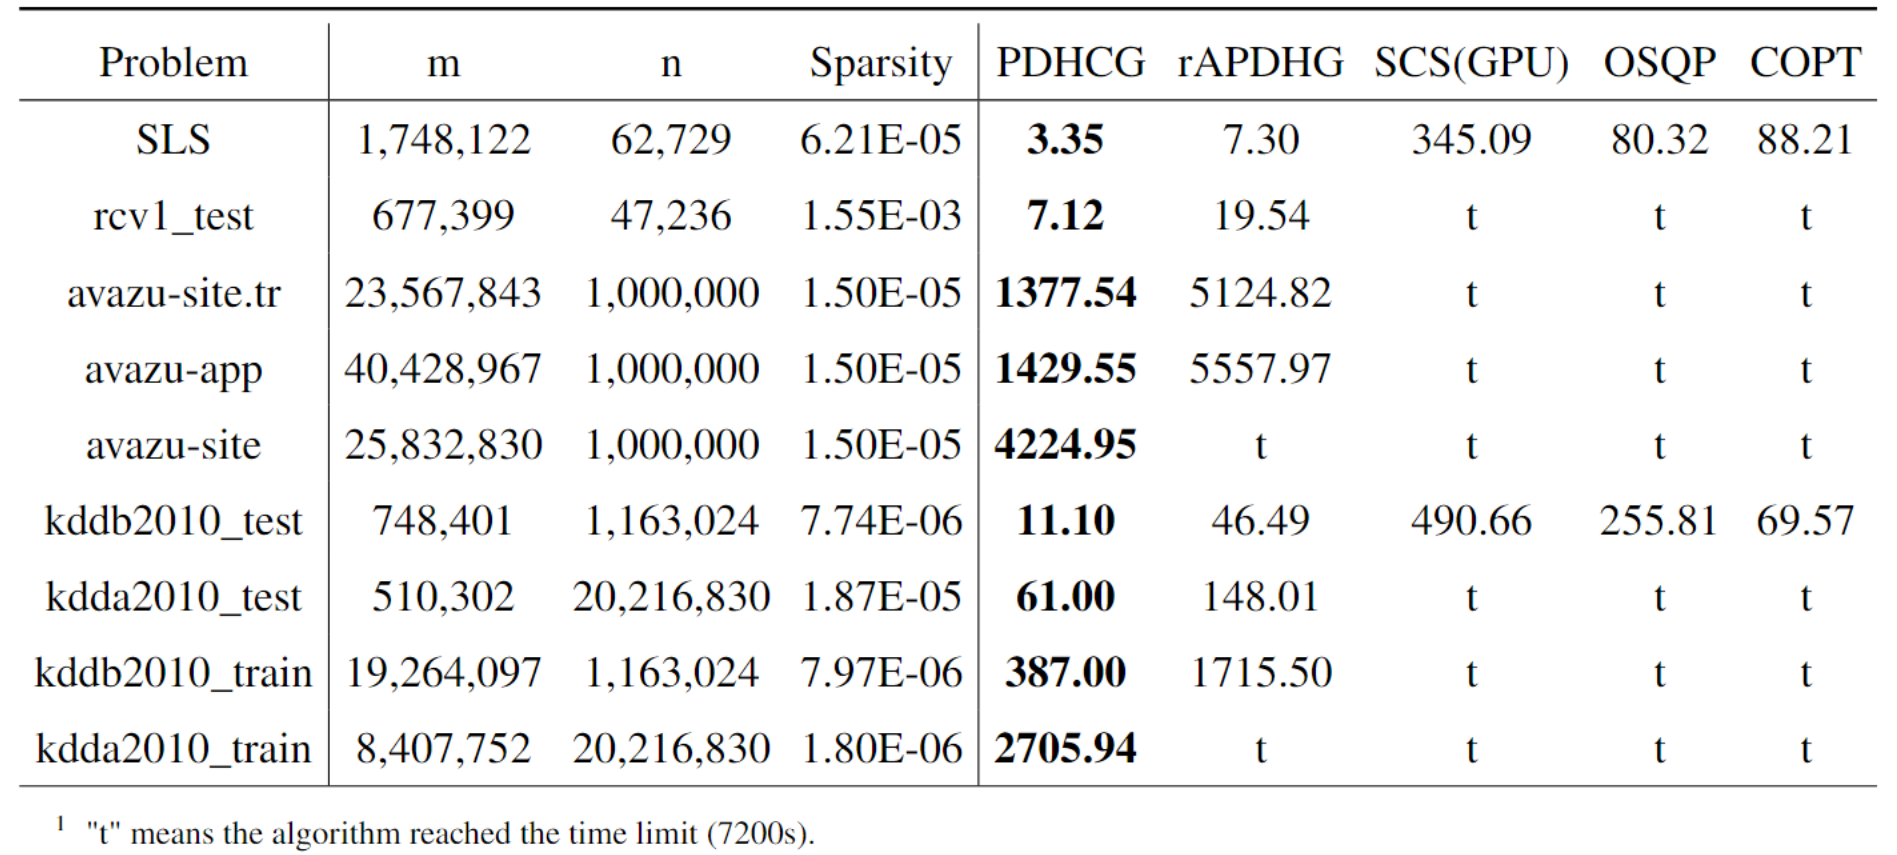 Problem m n Sparsity PDHCG rAPDHG SCS(GPU) OSQP COPT
SLS 1,748,122 62,729 6.21E-05 3.35 7.30 345.09 80.32 88.21
rcv1_test 677,399 47,236 1.55E-03 7.12 19.54 t t t
avazu-site.tr 23,567,843 1,000,000 1.50E-05 1377.54 5124.82 t t t
avazu-app 40,428,967 1,000,000 1.50E-05 1429.55 5557.97 t t t
avazu-site 25,832,830 1,000,000 1.50E-05 4224.95 t t t t
kddb2010_test 748,401 1,163,024 7.74E-06 11.10 46.49 490.66 255.81 69.57
kdda2010_test 510,302 20,216,830 1.87E-05 61.00 148.01 t t t
kddb2010_train 19,264,097 1,163,024 7.97E-06 387.00 1715.50 t t t
kdda2010_train 8,407,752 20,216,830 1.80E-06 2705.94 t t t t
1 "t" means the algorithm reached the time limit (7200s).